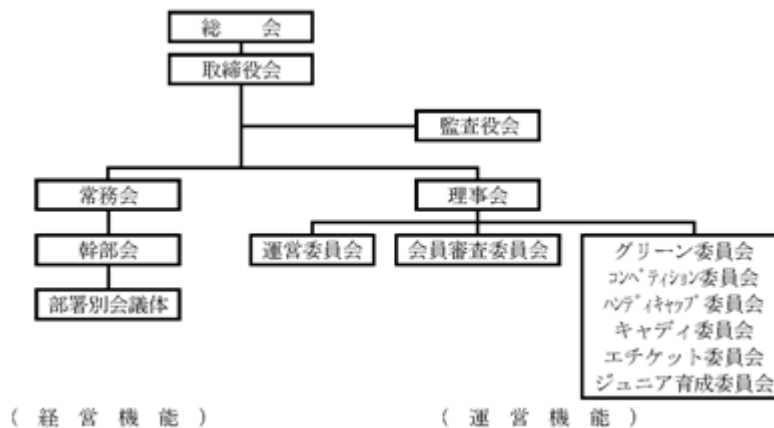 総　　会
取締役会
監査役会
常務会
理事会
幹部会
運営委員会
会員審査委員会
グリーン委員会
コンペティション委員会
ハンディキャップ委員会
キャディ委員会
エチケット委員会
ジュニア育成委員会
部署別会議体
（　経　営　機　能　）
（　運　営　機　能　）